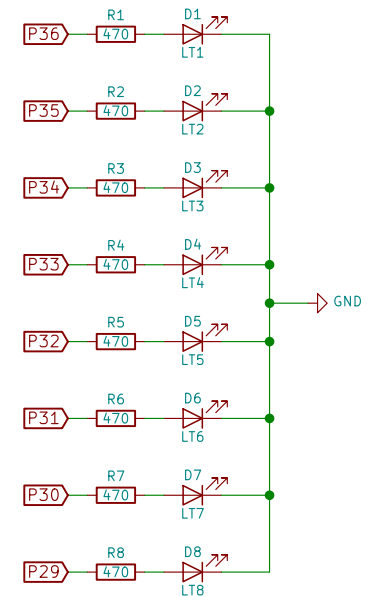 R1 D1
P36 470
LT1
R2 D2
P35 470
LT2
R3 D3
P34 470
LT3
R4 D4
P33 470
LT4
GND
R5 D5
P32 470
LT5
R6 D6
P31 470
LT6
R7 D7
P30 470
LT7
R8 D8
P29 470
LT8